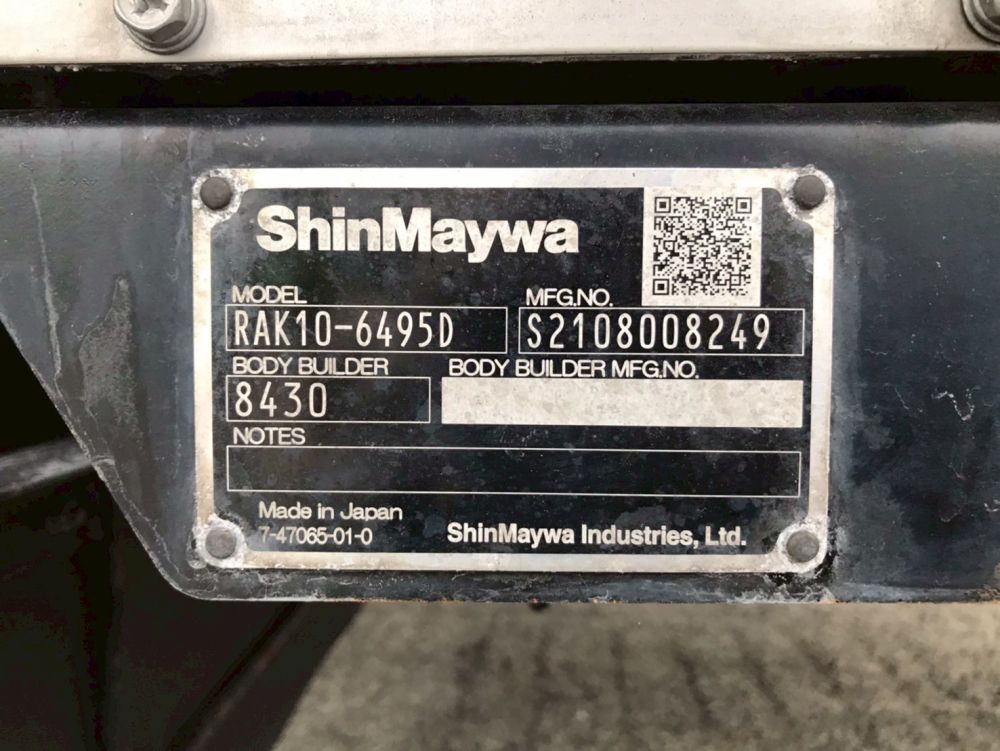 ShinMaywa
MODEL MFG.NO.
RAK10-6495D S2108008249
BODY BUILDER BODY BUILDER MFG.NO.
8430
NOTES
Made in Japan
7-47065-01-0 ShinMaywa Industries, Ltd.